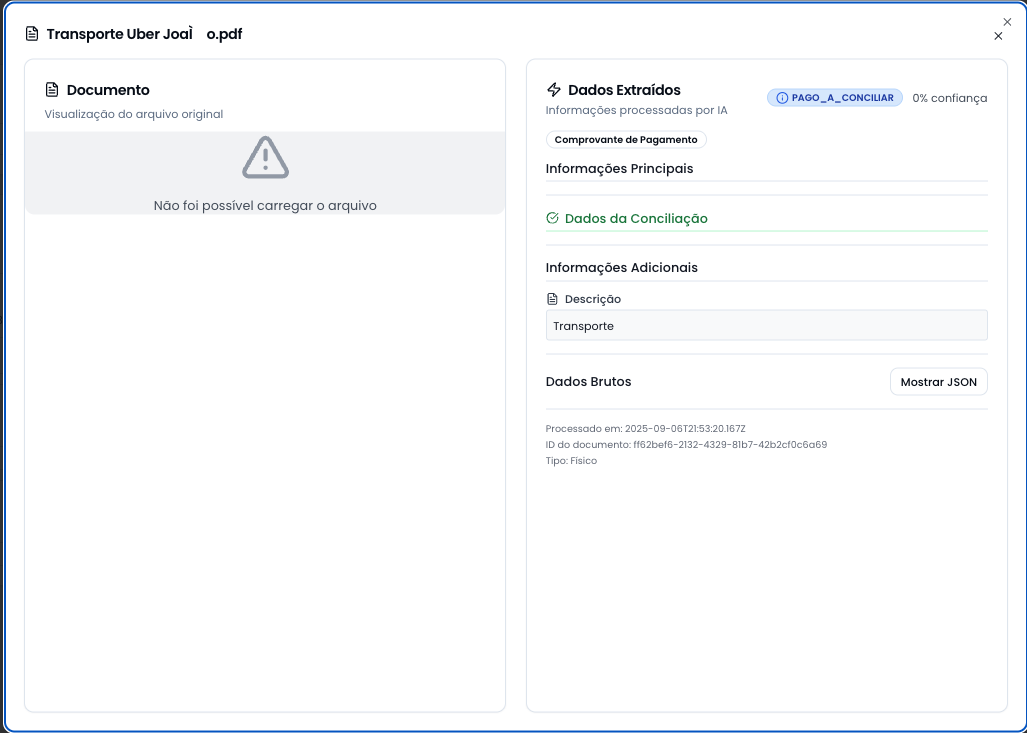 Transporte Uber JoaÌ o.pdf
Documento
Visualização do arquivo original
Não foi possível carregar o arquivo
Dados Extraídos
Informações processadas por IA
PAGO_A_CONCILIAR
0% confiança
Comprovante de Pagamento
Informações Principais
Dados da Conciliação
Informações Adicionais
Descrição
Transporte
Dados Brutos
Mostrar JSON
Processado em: 2025-09-06T21:53:20.167Z
ID do documento: ff62bef6-2132-4329-81b7-42b2cf0c6a69
Tipo: Físico